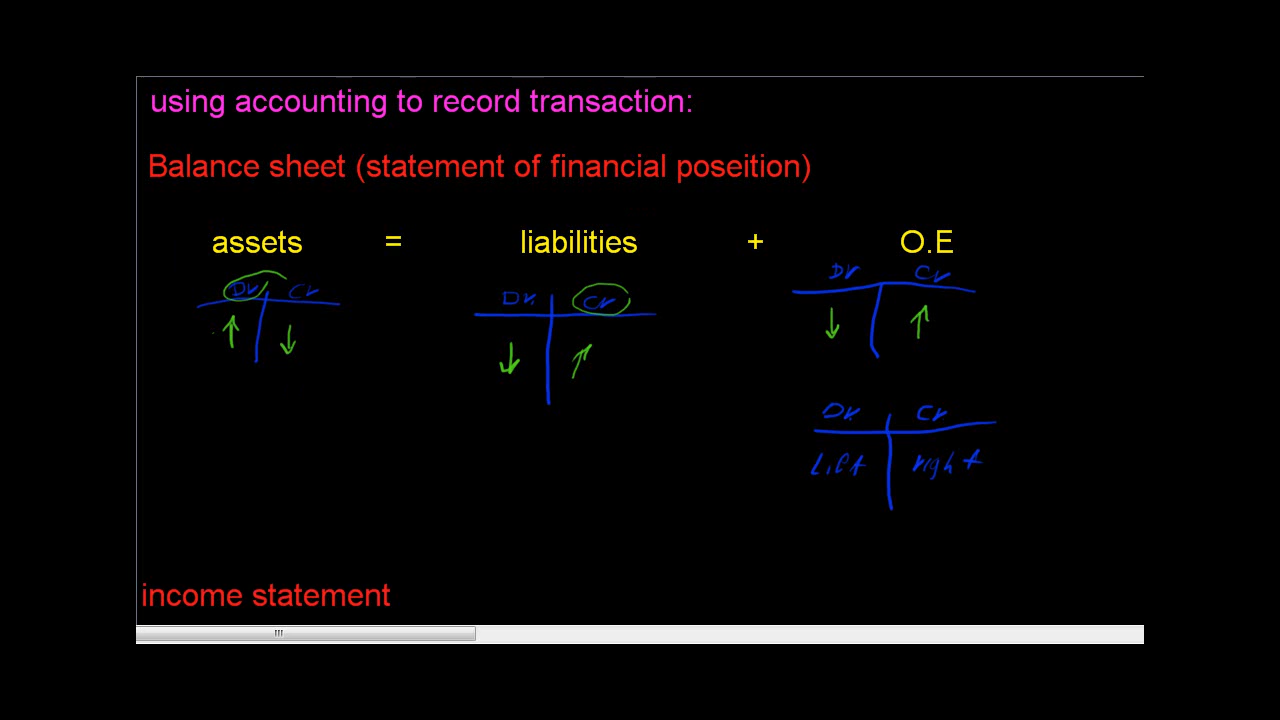 using accounting to record transaction:
Balance sheet (statement of financial poseition)
assets = liabilities + O.E
Dr Cr
Dr. Cr
Dr Cr
Dr. Cr.
right
income statement